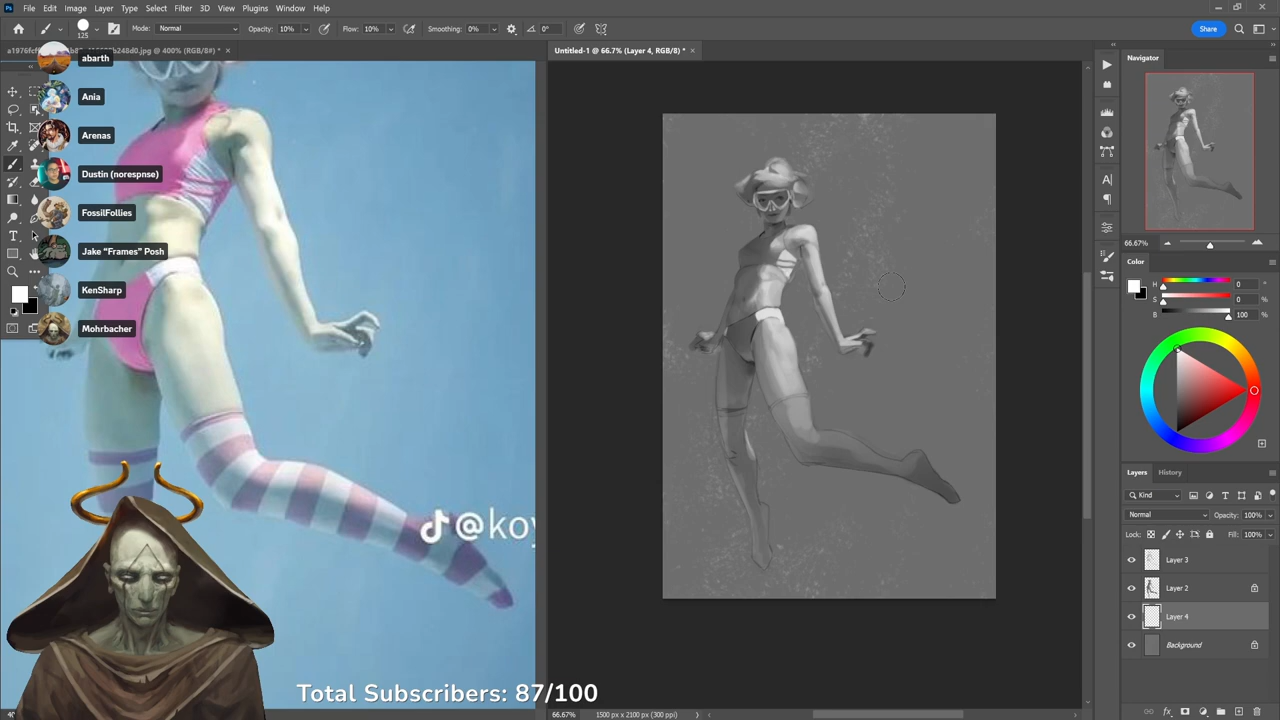 File Edit Image Layer Type Select Filter 3D View Plugins Window Help
125 Mode: Normal Opacity: 10% Flow: 10% Smoothing: 0% 0° Share
Untitled-1 @ 66.7% (Layer 4, RGB/8#) * ×
abarth
Ania
Arenas
Dustin (norespnse)
FossilFollies
Jake “Frames” Posh
KenSharp
Mohrbacher
@koy
Total Subscribers: 87/100
66.67% 1500 px x 2100 px (300 ppi)
Navigator
66.67%
Color
H 0 °
S 0 %
B 100 %
Layers History
Kind
Normal Opacity: 100%
Lock: Fill: 100%
Layer 3
Layer 2
Layer 4
Background